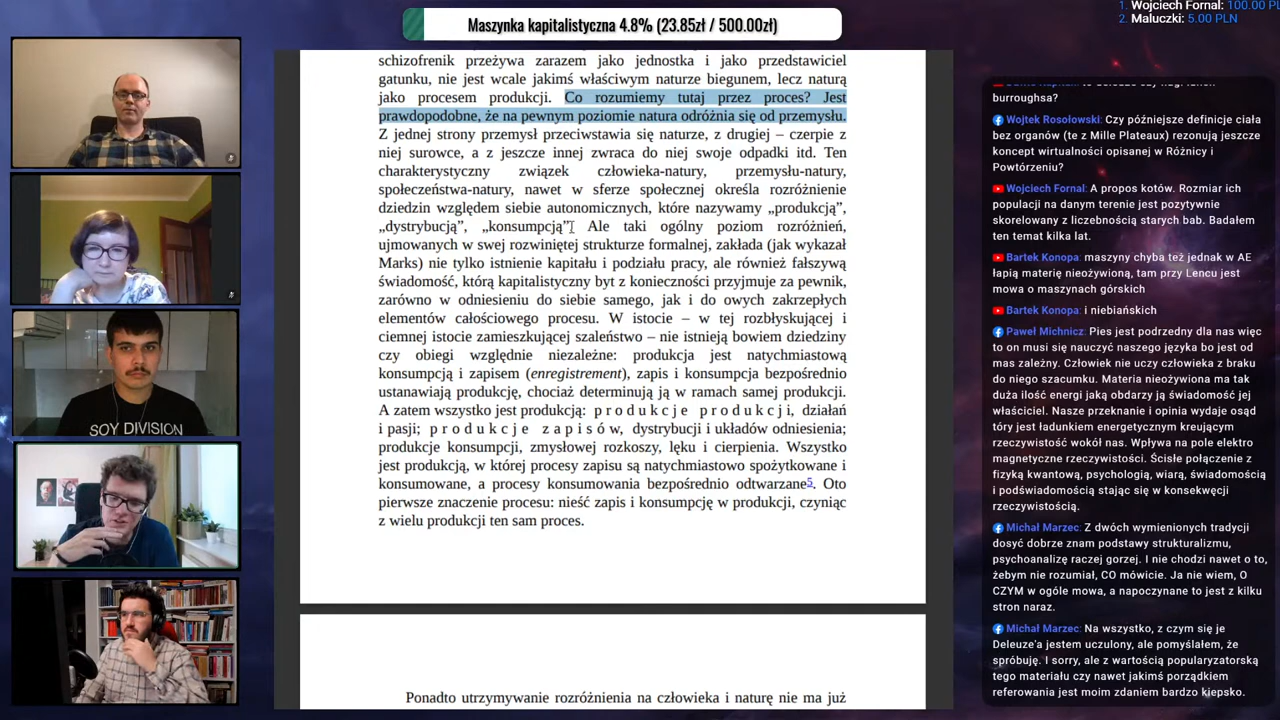 Maszynka kapitalistyczna 4.8% (23.85zł / 500.00zł)
1. Wojciech Fornal: 100.00
2. Maluczki: 5.00 PLN
schizofrenik przeżywa zarazem jako jednostka i jako przedstawiciel
gatunku, nie jest wcale jakimś właściwym naturze biegunem, lecz naturą
jako procesem produkcji. Co rozumiemy tutaj przez proces? Jest
prawdopodobne, że na pewnym poziomie natura odróżnia się od przemysłu.
Z jednej strony przemysł przeciwstawia się naturze, z drugiej – czerpie z
niej surowce, a z jeszcze innej zwraca do niej swoje odpadki itd. Ten
charakterystyczny związek człowieka-natury, przemysłu-natury,
społeczeństwa-natury, nawet w sferze społecznej określa rozróżnienie
dziedzin względem siebie autonomicznych, które nazywamy „produkcją”,
„dystrybucją”, „konsumpcją”. Ale taki ogólny poziom rozróżnień,
ujmowanych w swej rozwiniętej strukturze formalnej, zakłada (jak wykazał
Marks) nie tylko istnienie kapitału i podziału pracy, ale również fałszywą
świadomość, którą kapitalistyczny byt z konieczności przyjmuje za pewnik,
zarówno w odniesieniu do siebie samego, jak i do owych zakrzepłych
elementów całościowego procesu. W istocie – w tej rozbłyskującej i
ciemnej istocie zamieszkującej szaleństwo – nie istnieją bowiem dziedziny
czy obiegi względnie niezależne: produkcja jest natychmiastową
konsumpcją i zapisem (enregistrement), zapis i konsumpcja bezpośrednio
ustanawiają produkcję, chociaż determinują ją w ramach samej produkcji.
A zatem wszystko jest produkcją: p r o d u k c j e p r o d u k c j i, działań
i pasji; p r o d u k c j e z a p i s ó w, dystrybucji i układów odniesienia;
produkcje konsumpcji, zmysłowej rozkoszy, lęku i cierpienia. Wszystko
jest produkcją, w której procesy zapisu są natychmiastowo spożytkowane i
konsumowane, a procesy konsumowania bezpośrednio odtwarzane5. Oto
pierwsze znaczenie procesu: nieść zapis i konsumpcję w produkcji, czyniąc
z wielu produkcji ten sam proces.
Ponadto utrzymywanie rozróżnienia na człowieka i naturę nie ma już
SOY DIVISION
burroughsa?
Wojtek Rosołowski: Czy późniejsze definicje ciała
bez organów (te z Mille Plateaux) rezonują jeszcze
koncept wirtualności opisanej w Różnicy i
Powtórzeniu?
Wojciech Fornal: A propos kotów. Rozmiar ich
populacji na danym terenie jest pozytywnie
skorelowany z liczebnością starych bab. Badałem
ten temat kilka lat.
Bartek Konopa: maszyny chyba też jednak w AE
łapią materię nieożywioną, tam przy Lencu jest
mowa o maszynach górskich
Bartek Konopa: i niebiańskich
Paweł Michnicz: Pies jest podrzędny dla nas więc
to on musi się nauczyć naszego języka bo jest od
mas zależny. Człowiek nie uczy człowieka z braku
do niego szacumku. Materia nieożywiona ma tak
duża ilość energi jaką obdarzy ją świadomość jej
właściciel. Nasze przeknanie i opinia wydaje osąd
tóry jest ładunkiem energetycznym kreującym
rzeczywistość wokół nas. Wpływa na pole elektro
magnetyczne rzeczywistości. Ścisłe połączenie z
fizyką kwantową, psychologią, wiarą, świadomością
i podświadomością stając się w konsekwęcji
rzeczywistością.
Michał Marzec: Z dwóch wymienionych tradycji
dosyć dobrze znam podstawy strukturalizmu,
psychoanalizę raczej gorzej. I nie chodzi nawet o to,
żebym nie rozumiał, CO mówicie. Ja nie wiem, O
CZYM w ogóle mowa, a napoczynane to jest z kilku
stron naraz.
Michał Marzec: Na wszystko, z czym się je
Deleuze'a jestem uczulony, ale pomyślałem, że
spróbuję. I sorry, ale z wartością popularyzatorską
tego materiału czy nawet jakimś porządkiem
referowania jest moim zdaniem bardzo kiepsko.